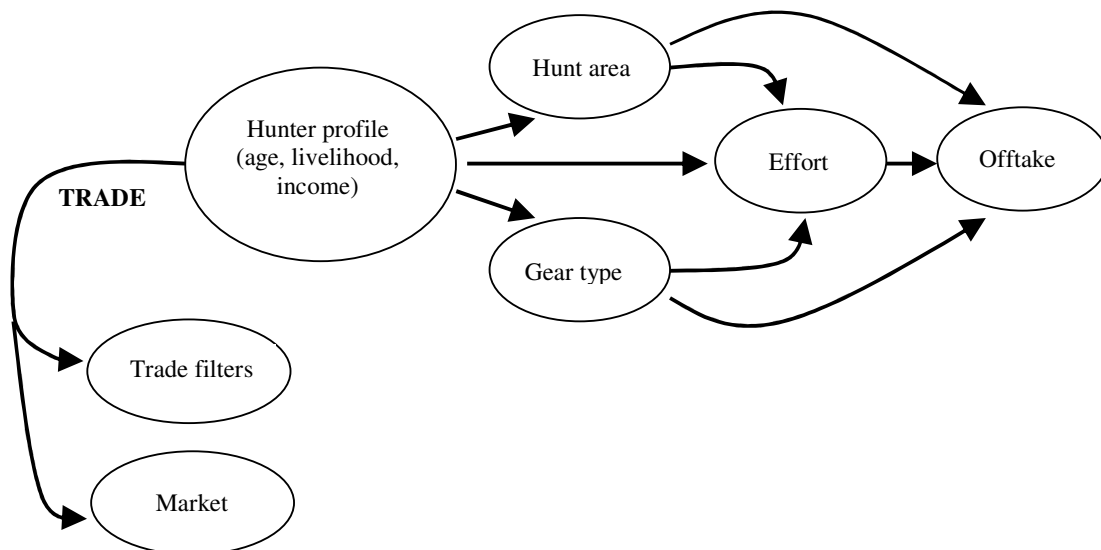 Hunt area
Hunter profile
(age, livelihood,
income)
Effort
Offtake
TRADE
Gear type
Trade filters
Market